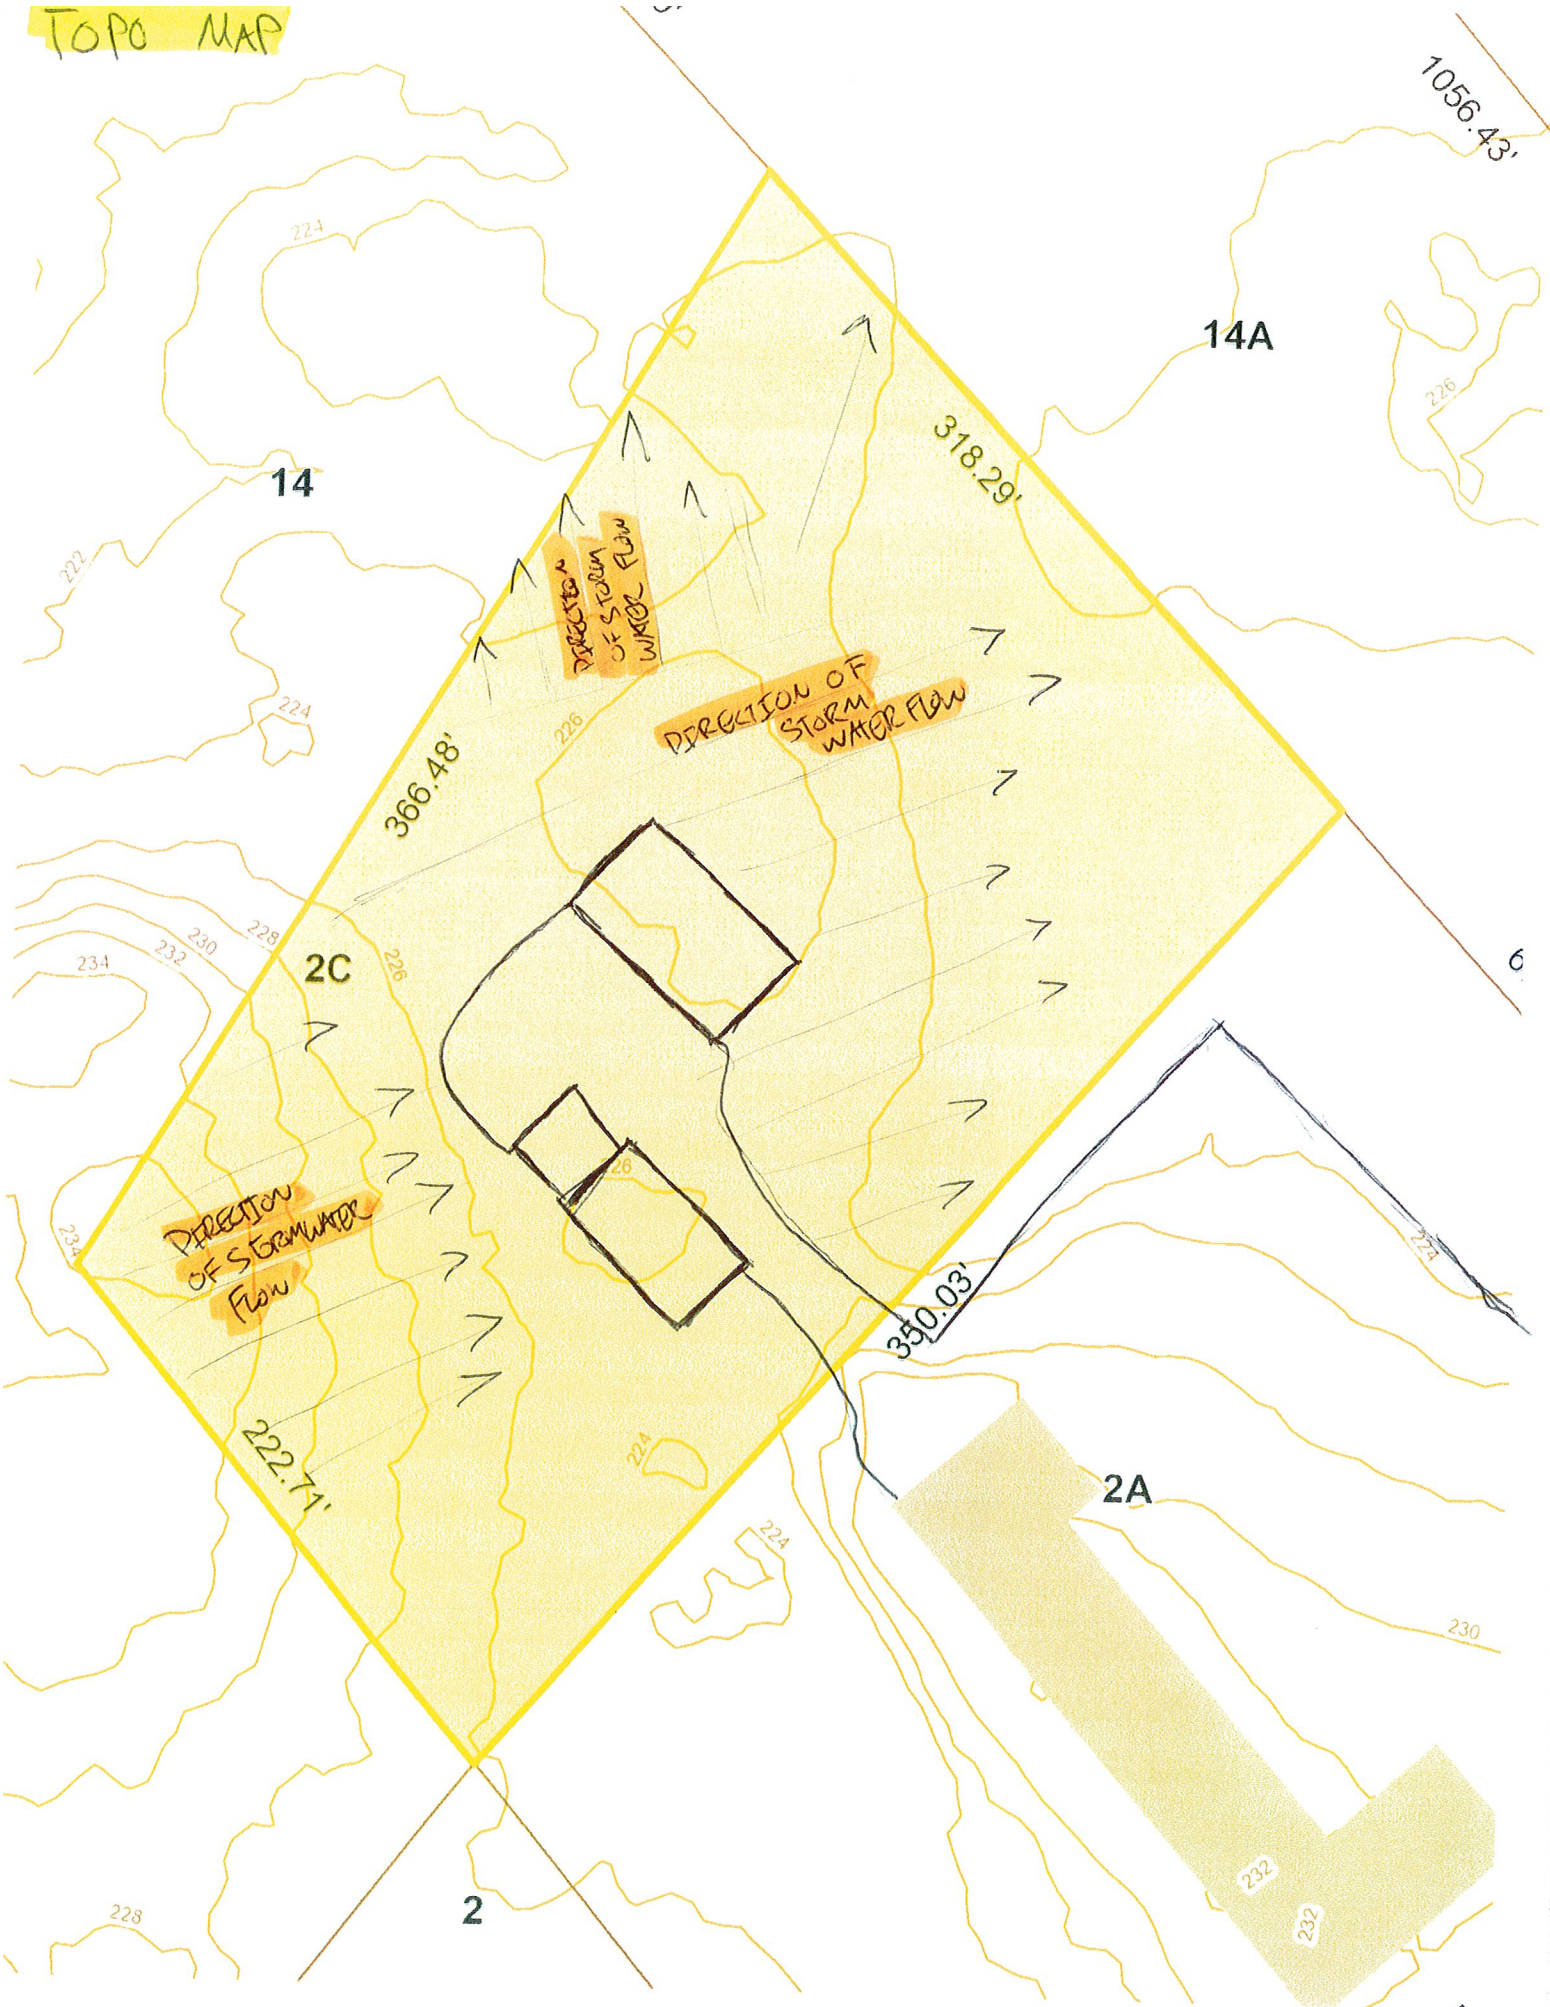 TOPO MAP
1056.43'
224
14A
226
318.29'
14
222
DIRECTION
OF STORM
WATER FLOW
DIRECTION OF
STORM
WATER FLOW
224
226
366.48'
228
230
232
234
2C
226
6
226
DIRECTION
OF STORMWATER
FLOW
234
224
350.03'
222.71'
224
2A
224
230
232
232
2
228